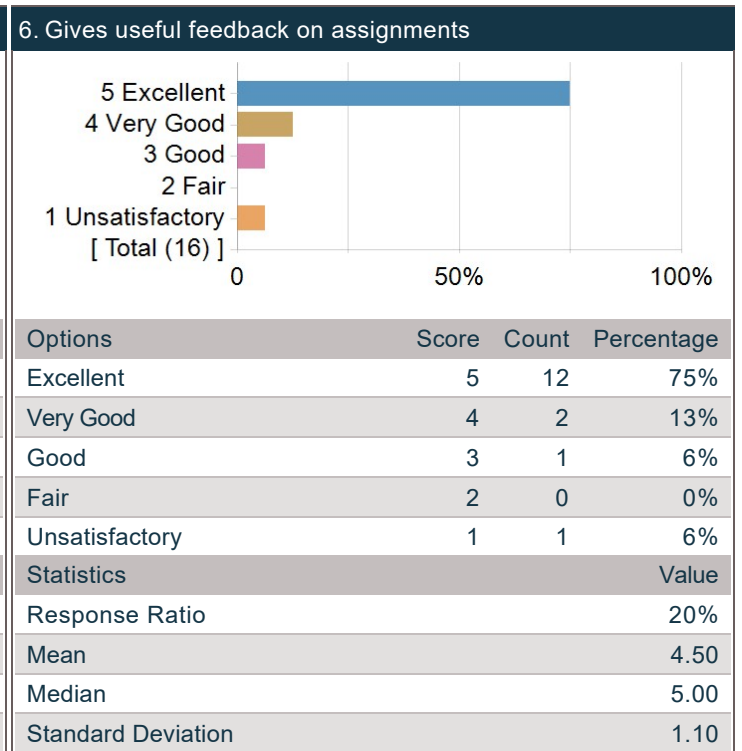 6. Gives useful feedback on assignments
5 Excellent
4 Very Good
3 Good
2 Fair
1 Unsatisfactory
[ Total (16) ]
0 50% 100%
Options Score Count Percentage
Excellent 5 12 75%
Very Good 4 2 13%
Good 3 1 6%
Fair 2 0 0%
Unsatisfactory 1 1 6%
Statistics Value
Response Ratio 20%
Mean 4.50
Median 5.00
Standard Deviation 1.10